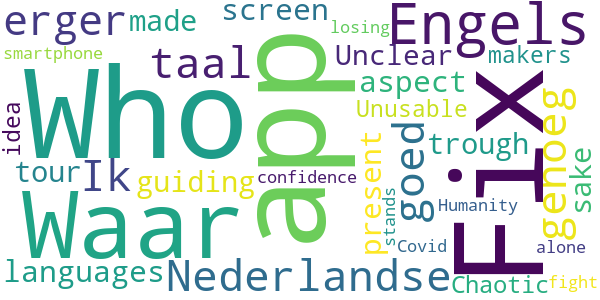 erger
made
screen
losing
Engels
smartphone
taal
Unclear
makers
Who
app
Fix
aspect
idea
Unusable
genoeg
tour
Ik
guiding
present
goed
trough
sake
confidence
stands
Humanity
Waar
Covid
alone
languages
Nederlandse
Chaotic
fight